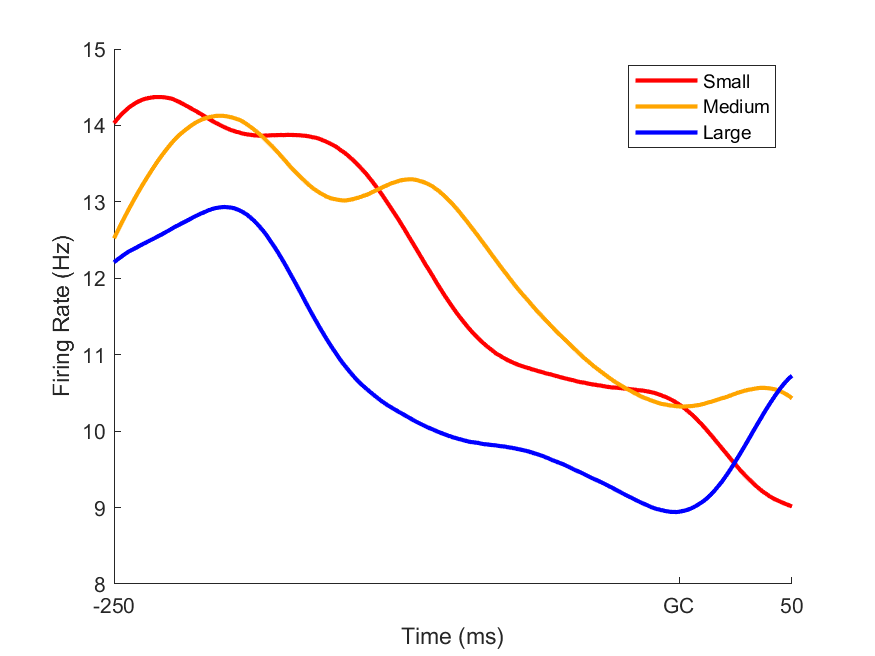 15
14
13
12
11
10
9
8
Firing Rate (Hz)
Small
Medium
Large
-250 GC 50
Time (ms)